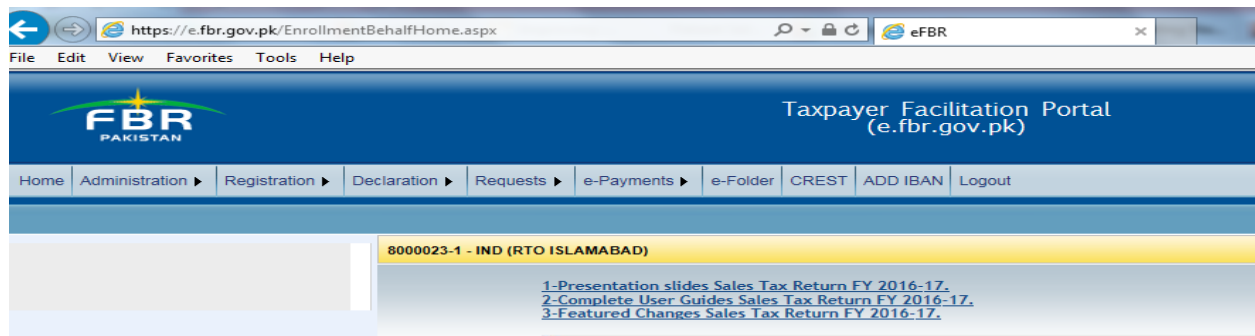 https://e.fbr.gov.pk/EnrollmentBehalfHome.aspx
eFBR
File Edit View Favorites Tools Help
FBR
PAKISTAN
Taxpayer Facilitation Portal
(e.fbr.gov.pk)
Home Administration Registration Declaration Requests e-Payments e-Folder CREST ADD IBAN Logout
8000023-1 - IND (RTO ISLAMABAD)
1-Presentation slides Sales Tax Return FY 2016-17.
2-Complete User Guides Sales Tax Return FY 2016-17.
3-Featured Changes Sales Tax Return FY 2016-17.